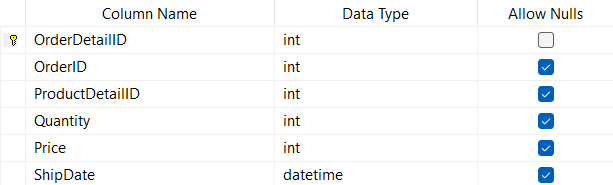 Column Name Data Type Allow Nulls
OrderDetailID int
OrderID int
ProductDetailID int
Quantity int
Price int
ShipDate datetime